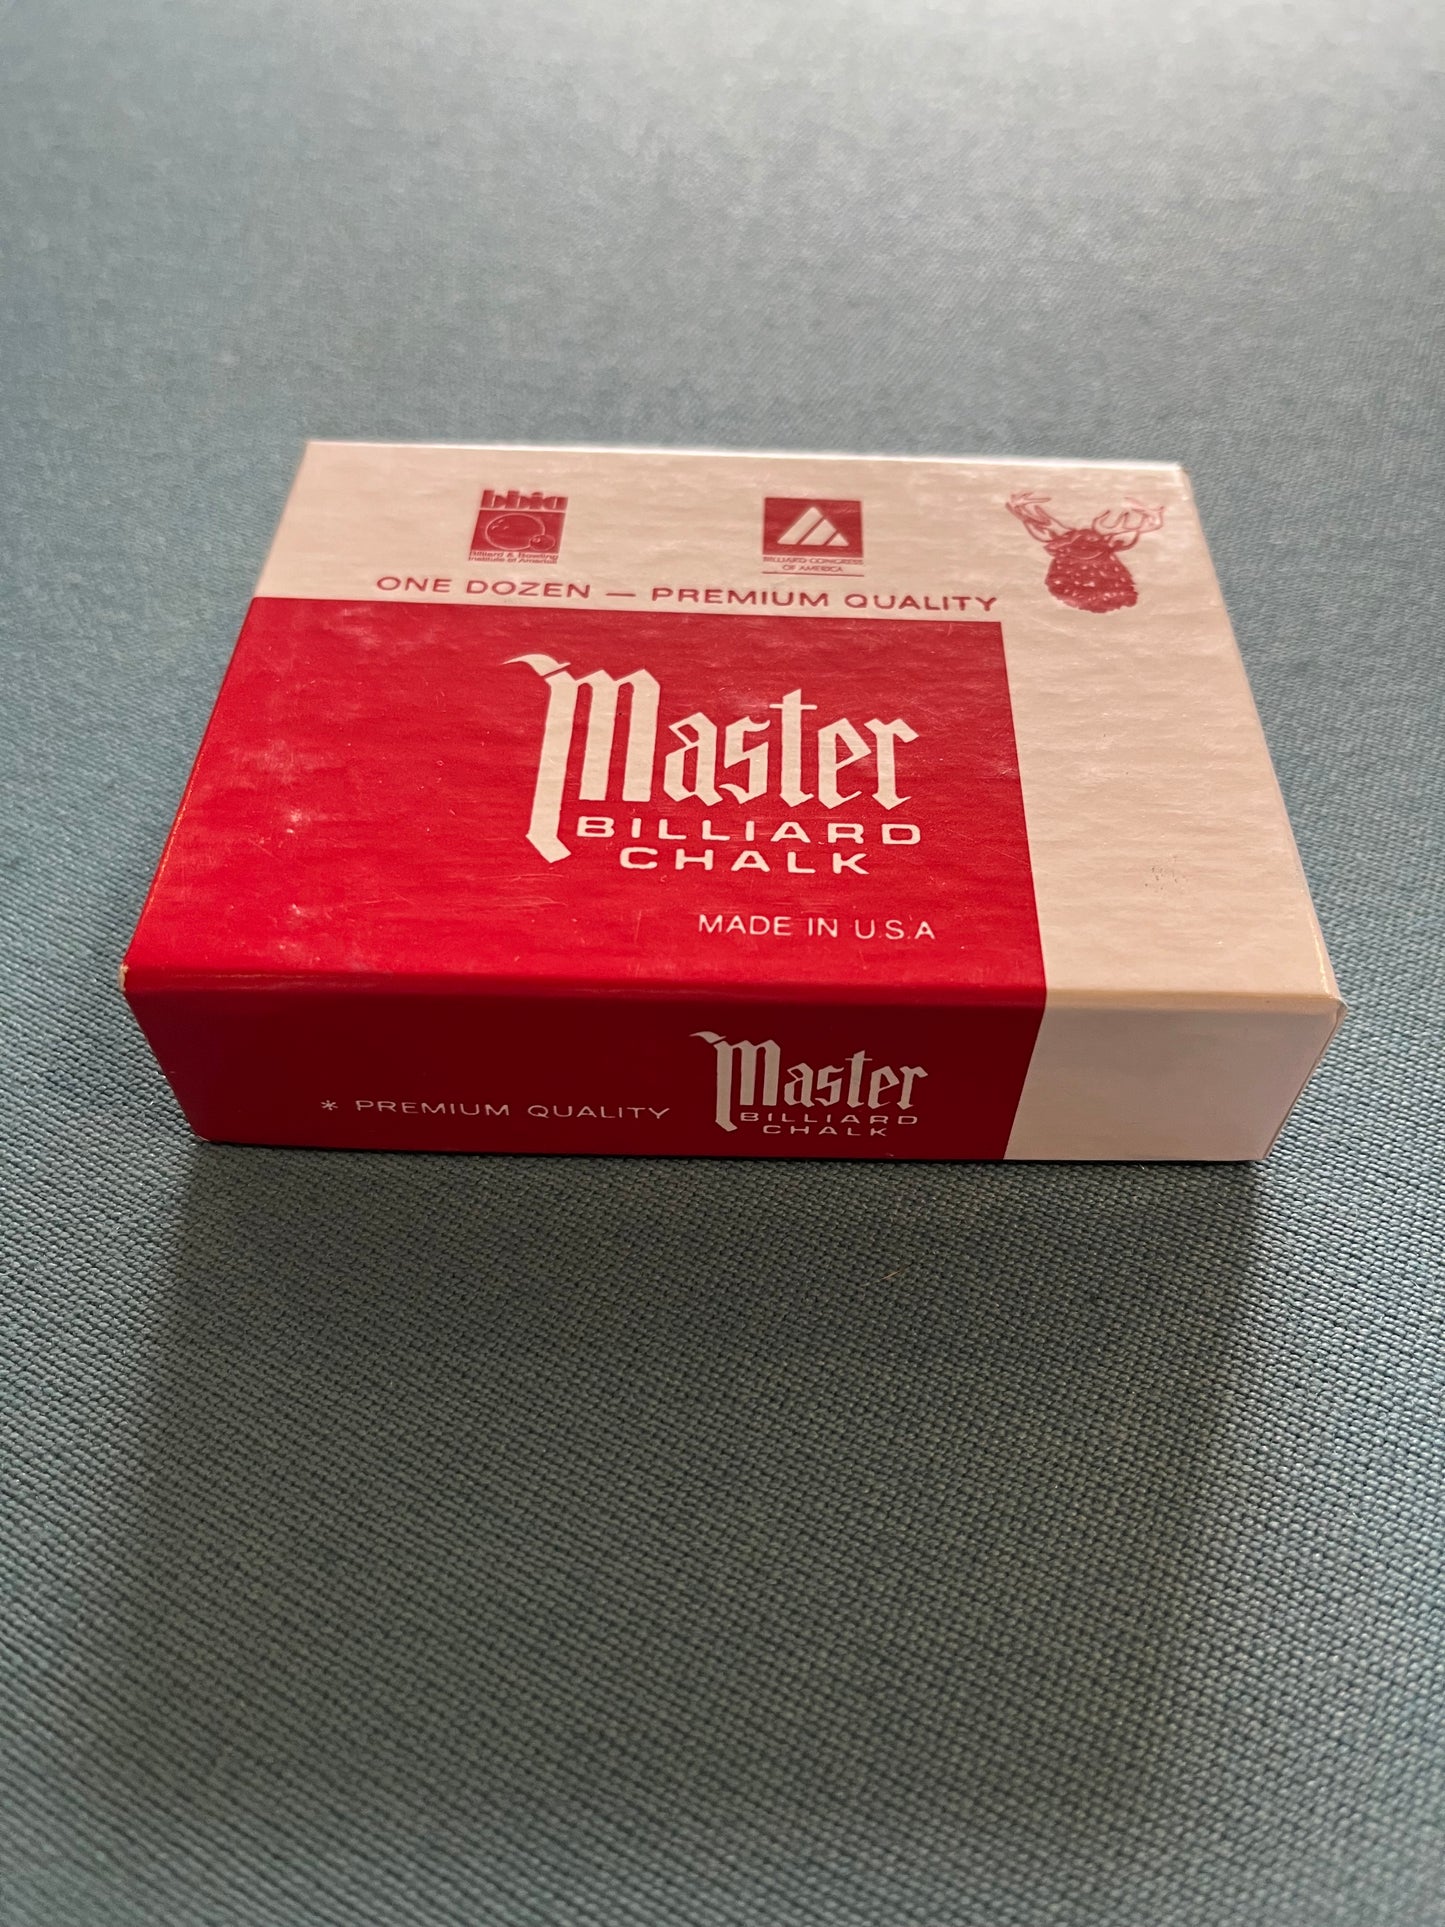 bbia
Billiard & Bowling
Institute of America
BILLIARD CONGRESS
OF AMERICA
ONE DOZEN — PREMIUM QUALITY
Master
BILLIARD
CHALK
MADE IN U.S.A
* PREMIUM QUALITY
Master
BILLIARD
CHALK